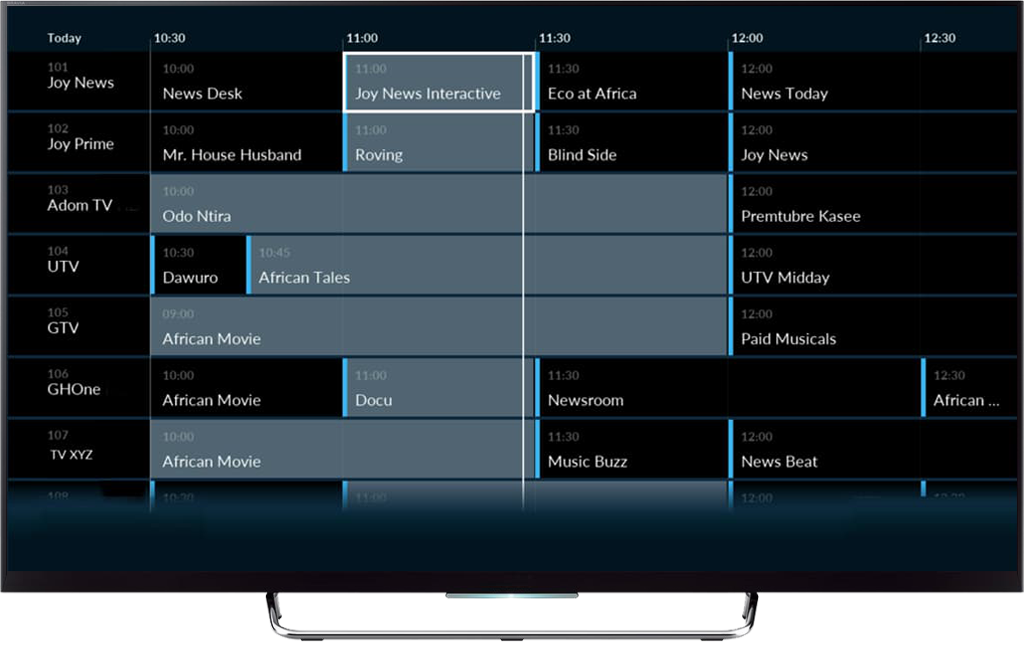 Today 10:30 11:00 11:30 12:00 12:30
101 10:00 11:00 11:30 12:00
Joy News News Desk Joy News Interactive Eco at Africa News Today
102 10:00 11:00 11:30 12:00
Joy Prime Mr. House Husband Roving Blind Side Joy News
103 10:00 12:00
Adom TV Odo Ntira Premtubre Kasee
104 10:30 10:45 12:00
UTV Dawuro African Tales UTV Midday
105 09:00 12:00
GTV African Movie Paid Musicals
106 10:00 11:00 11:30 12:30
GHOne African Movie Docu Newsroom African ...
107 10:00 11:30 12:00
TV XYZ African Movie Music Buzz News Beat
108 10:30 11:00 12:00 12:30